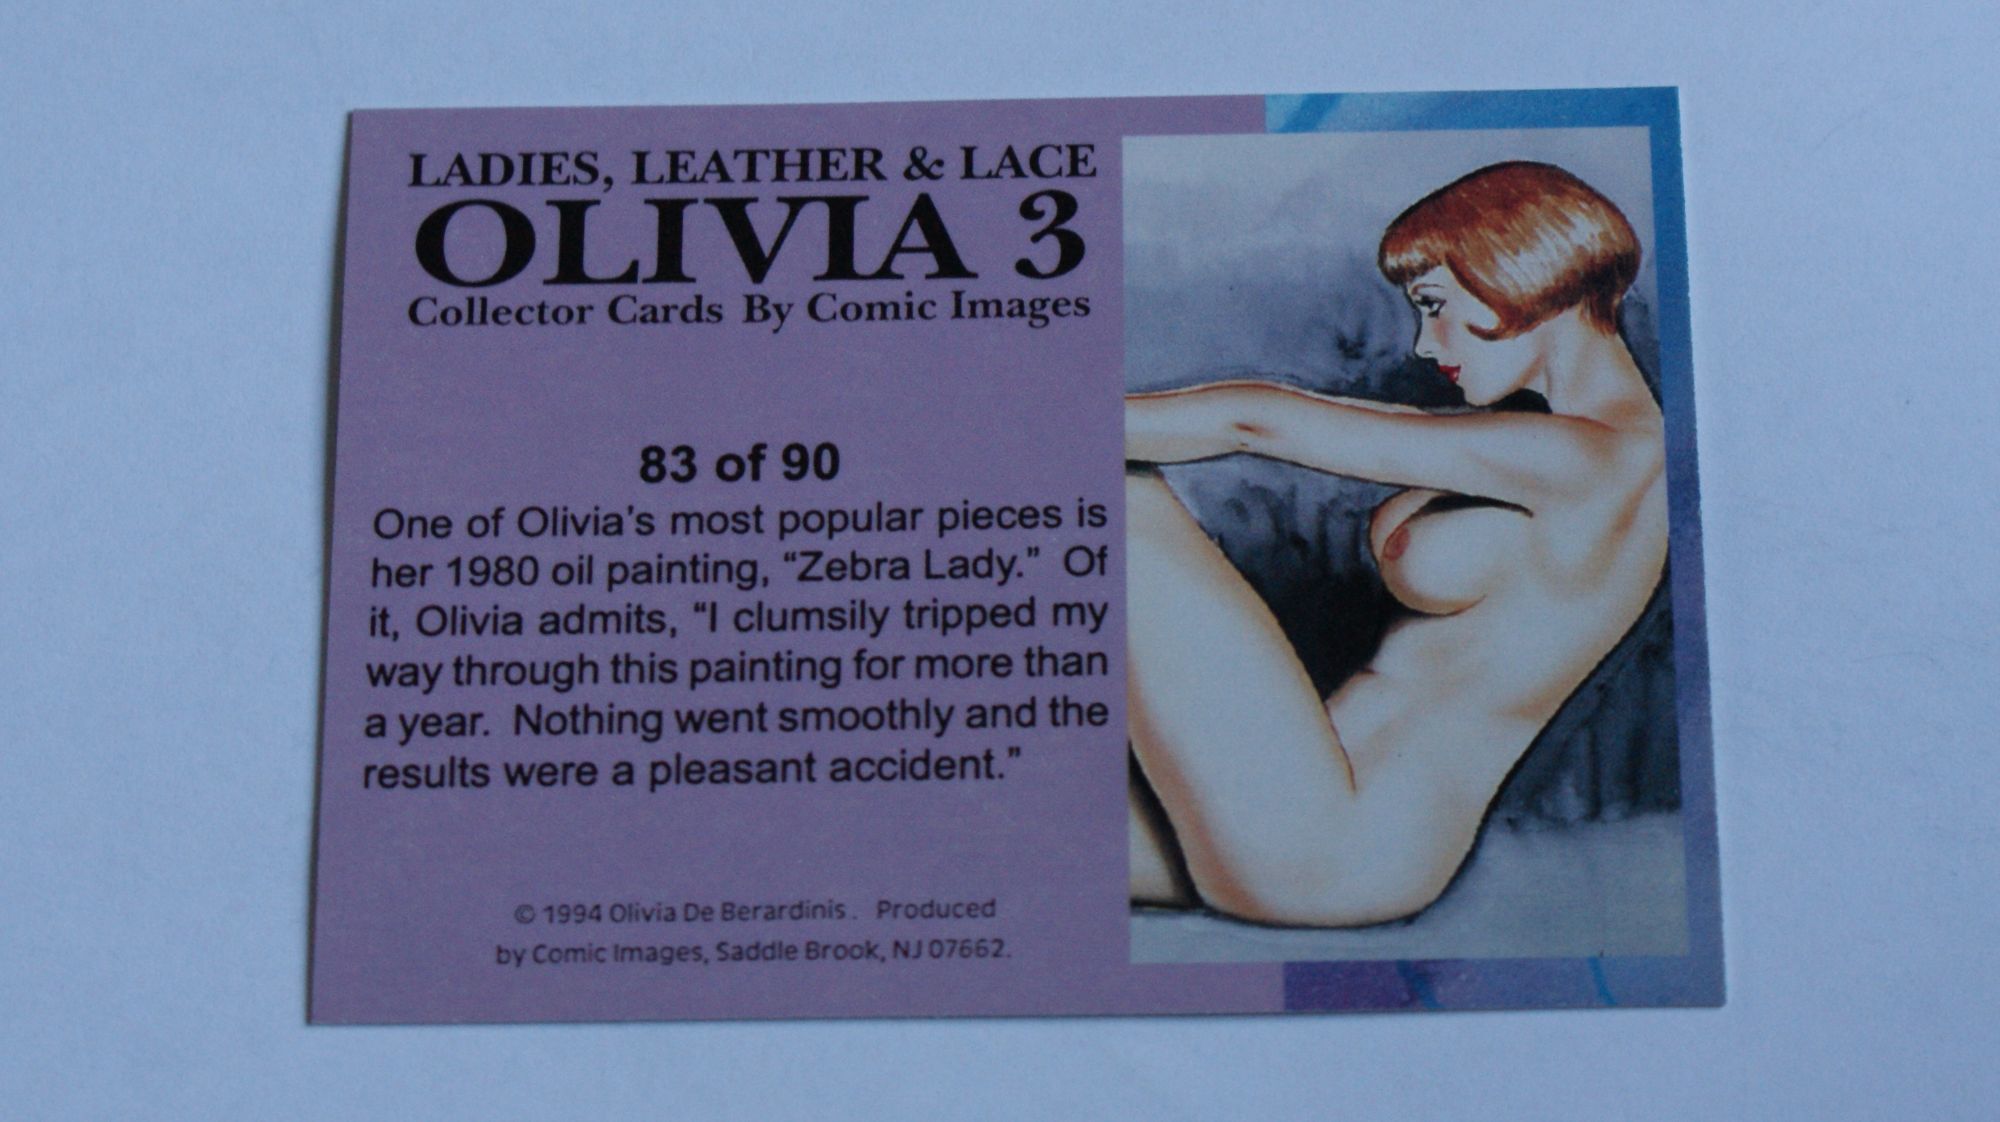 LADIES, LEATHER & LACE
OLIVIA 3
Collector Cards By Comic Images
83 of 90
One of Olivia's most popular pieces is
her 1980 oil painting, “Zebra Lady.” Of
it, Olivia admits, “I clumsily tripped my
way through this painting for more than
a year. Nothing went smoothly and the
results were a pleasant accident.”
© 1994 Olivia De Berardinis. Produced
by Comic Images, Saddle Brook, NJ 07662.